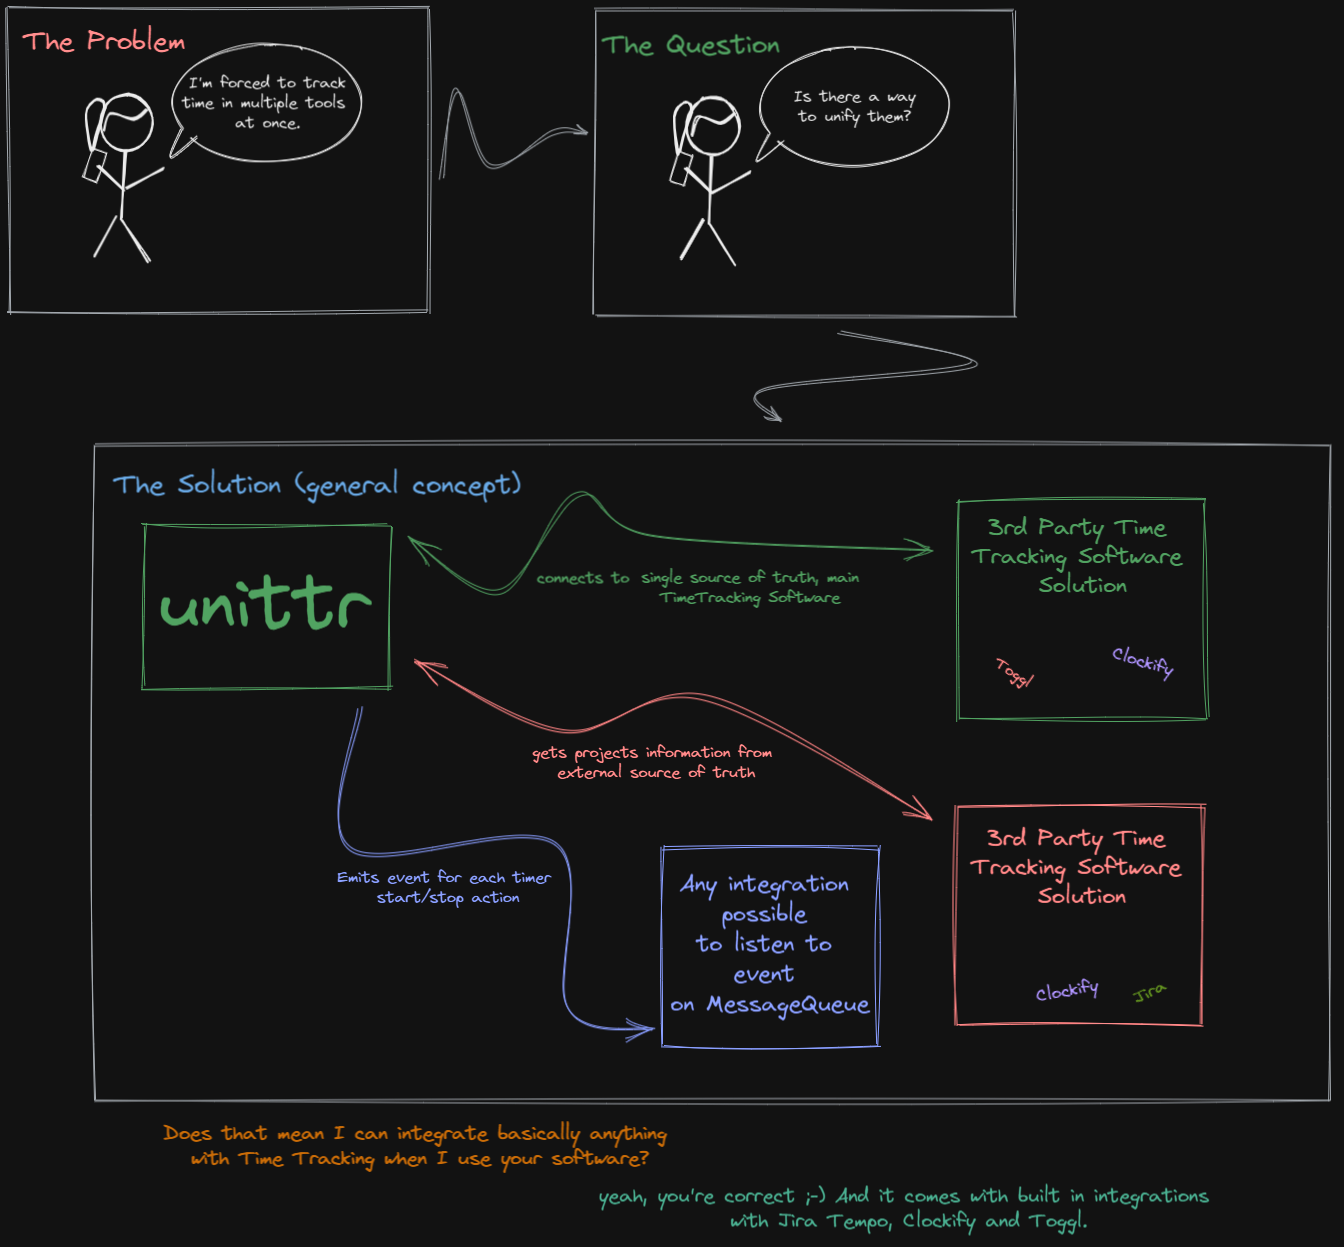 The Problem
I'm forced to track
time in multiple tools
at once.
The Question
Is there a way
to unify them?
The Solution (general concept)
unittr
connects to single source of truth, main
TimeTracking Software
3rd Party Time
Tracking Software
Solution
Toggl
Clockify
gets projects information from
external source of truth
3rd Party Time
Tracking Software
Solution
Clockify
Jira
Emits event for each timer
start/stop action
Any integration
possible
to listen to
event
on MessageQueue
Does that mean I can integrate basically anything
with Time Tracking when I use your software?
yeah, you're correct ;-) And it comes with built in integrations
with Jira Tempo, Clockify and Toggl.